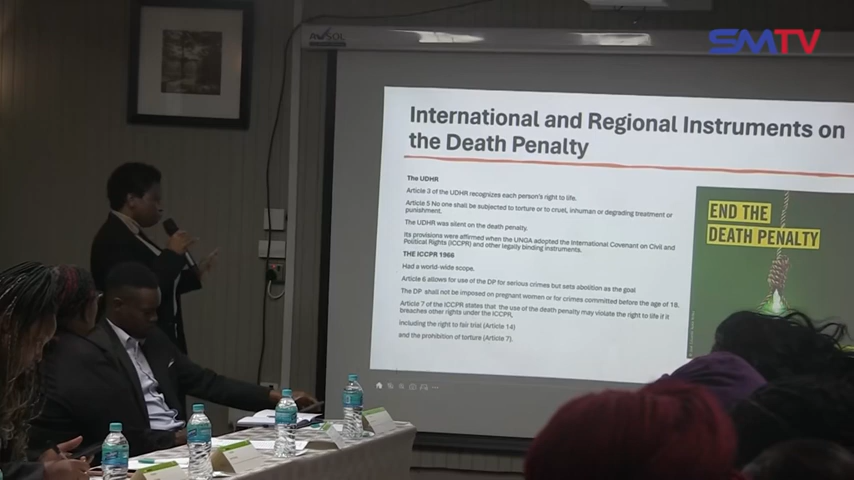 SMTV
International and Regional Instruments on
the Death Penalty
The UDHR
Article 3 of the UDHR recognizes each person's right to life.
Article 5 No one shall be subjected to torture or to cruel, inhuman or degrading treatment or
punishment.
The UDHR was silent on the death penalty.
Its provisions were affirmed when the UNGA adopted the International Covenant on Civil and
Political Rights (ICCPR) and other legally binding instruments.
THE ICCPR 1966
Had a world-wide scope.
Article 6 allows for use of the DP for serious crimes but sets abolition as the goal
The DP shall not be imposed on pregnant women or for crimes committed before the age of 18.
Article 7 of the ICCPR states that the use of the death penalty may violate the right to life if it
breaches other rights under the ICCPR,
including the right to fair trial (Article 14)
and the prohibition of torture (Article 7).
END THE
DEATH PENALTY